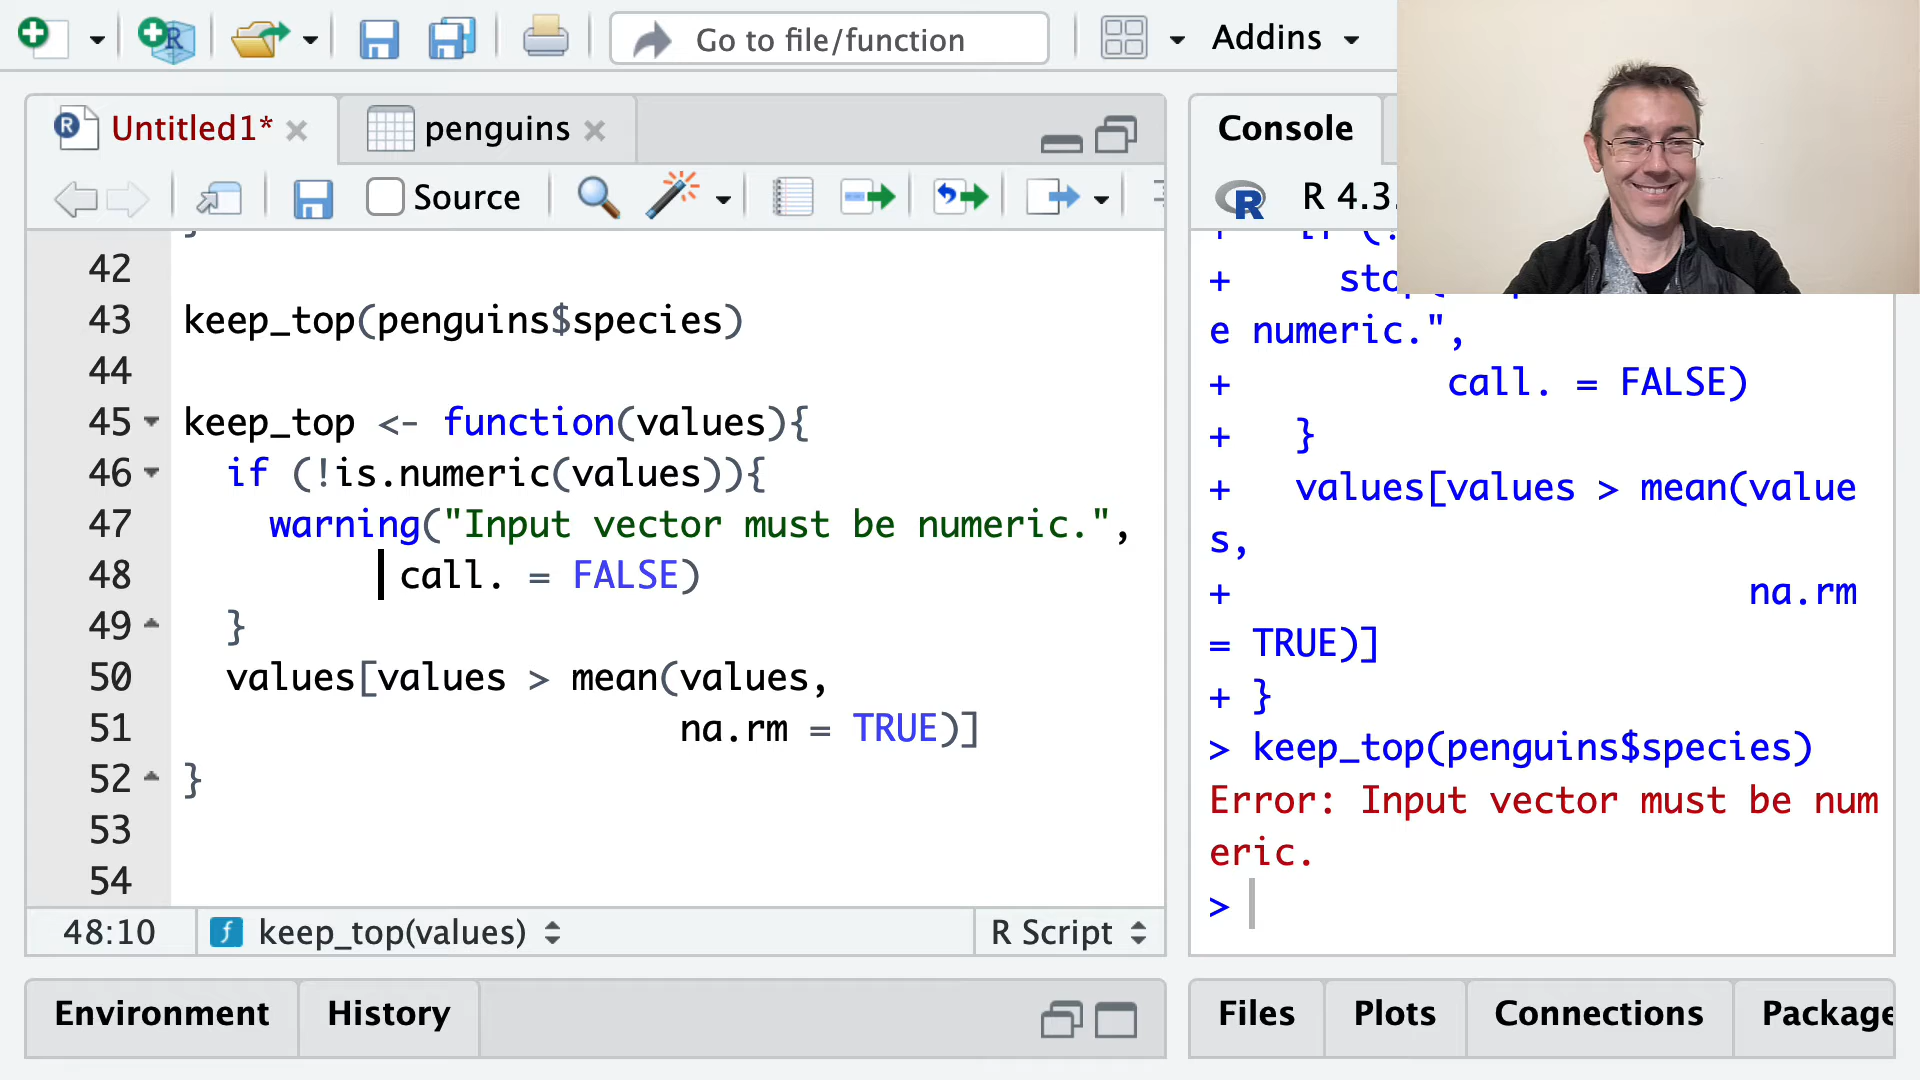 Go to file/function
Addins
Untitled1*
penguins
Source
}
42
43 keep_top(penguins$species)
44
45 keep_top <- function(values){
46 if (!is.numeric(values)){
47 warning("Input vector must be numeric.",
48 call. = FALSE)
49 }
50 values[values > mean(values,
51 na.rm = TRUE)]
52 }
53
54
48:10 keep_top(values) R Script
Environment History
Console
R 4.3.
+
+ stop(
e numeric.",
+ call. = FALSE)
+ }
+ values[values > mean(value
s,
+ na.rm
= TRUE)]
+ }
> keep_top(penguins$species)
Error: Input vector must be num
eric.
>
Files Plots Connections Package